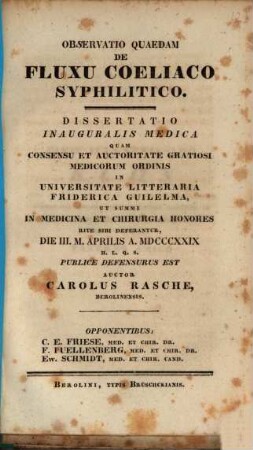 OBSERVATIO QUAEDAM
DE
FLUXU COELIACO
SYPHILITICO.
DISSERTATIO
INAUGURALIS MEDICA
QUAM
CONSENSU ET AUCTORITATE GRATIOSI
MEDICORUM ORDINIS
IN
UNIVERSITATE LITTERARIA
FRIDERICA GUILELMA,
UT SUMMI
IN MEDICINA ET CHIRURGIA HONORES
RITE SIBI DEFERANTUR,
DIE III. M. APRILIS A. MDCCCXXIX
H. L. Q. S.
PUBLICE DEFENSURUS EST
AUCTOR
CAROLUS RASCHE,
BEROLINENSIS.
OPPONENTIBUS:
C. E. FRIESE, MED. ET CHIR. DR.
F. FUELLENBERG, MED. ET CHIR. DR.
EW. SCHMIDT, MED. ET CHIR. CAND.
BEROLINI, TYPIS BRÜSCHCKIANIS.